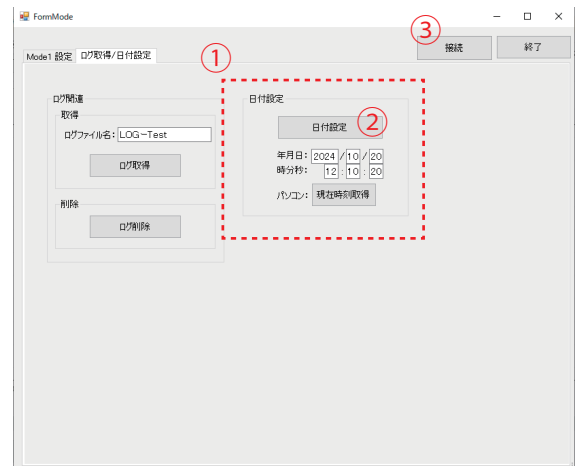 FormMode
③
接続
終了
Mode1 設定
ログ取得/日付設定
①
ログ関連
取得
ログファイル名：
LOG-Test
ログ取得
削除
ログ削除
日付設定
日付設定
②
年月日： 2024 / 10 / 20
時分秒： 12 : 10 : 20
パソコン： 現在時刻取得